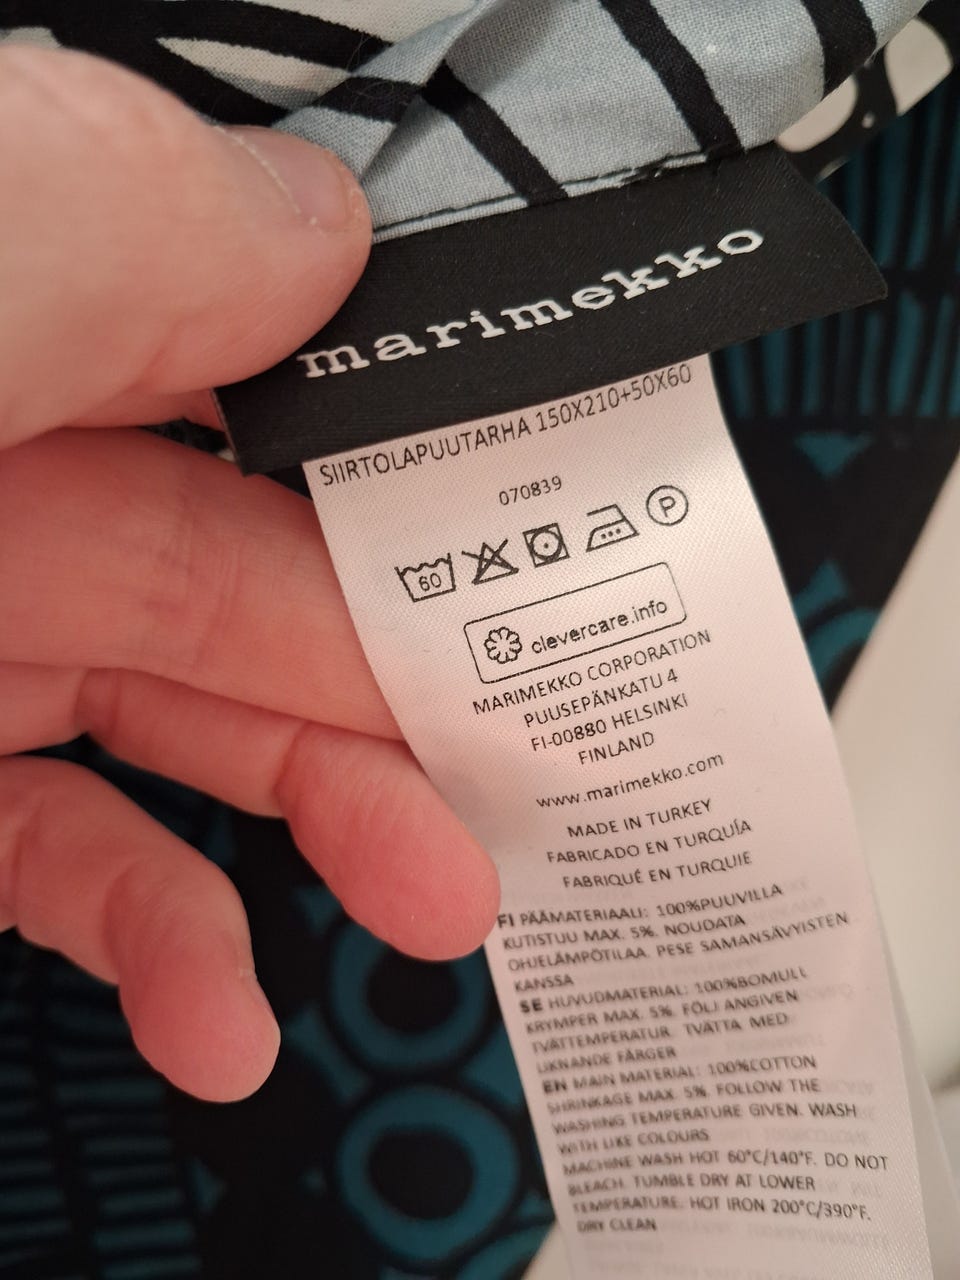 marimekko
SIIRTOLAPUUTARHA 150X210+50X60
070839
60 P
clevercare.info
MARIMEKKO CORPORATION
PUUSEPÄNKATU 4
FI-00880 HELSINKI
FINLAND
www.marimekko.com
MADE IN TURKEY
FABRICADO EN TURQUÍA
FABRIQUÉ EN TURQUIE
FI PÄÄMATERIAALI: 100%PUUVILLA
KUTISTUU MAX. 5%. NOUDATA
OHJELÄMPÖTILAA. PESE SAMANSÄVYISTEN
KANSSA
SE HUVUDMATERIAL: 100%BOMULL
KRYMPER MAX. 5%. FÖLJ ANGIVEN
TVÄTTEMPERATUR. TVÄTTA MED
LIKNANDE FÄRGER
EN MAIN MATERIAL: 100%COTTON
SHRINKAGE MAX. 5%. FOLLOW THE
WASHING TEMPERATURE GIVEN. WASH
WITH LIKE COLOURS
MACHINE WASH HOT 60°C/140°F. DO NOT
BLEACH. TUMBLE DRY AT LOWER
TEMPERATURE. HOT IRON 200°C/390°F.
DRY CLEAN